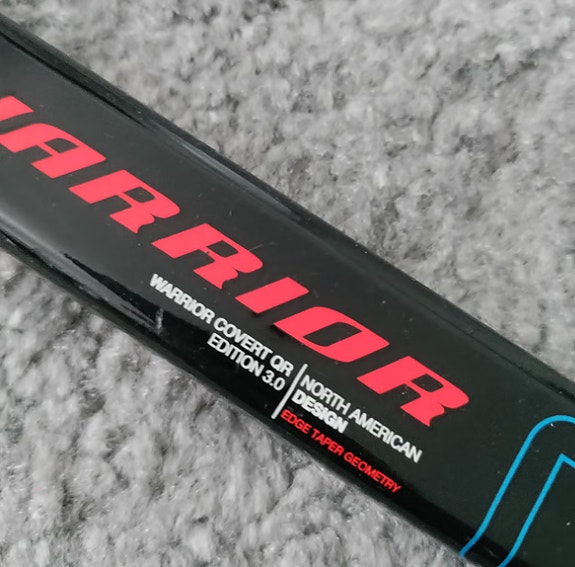 WARRIOR
WARRIOR COVERT QR
EDITION 3.0
NORTH AMERICAN
DESIGN
EDGE TAPER GEOMETRY